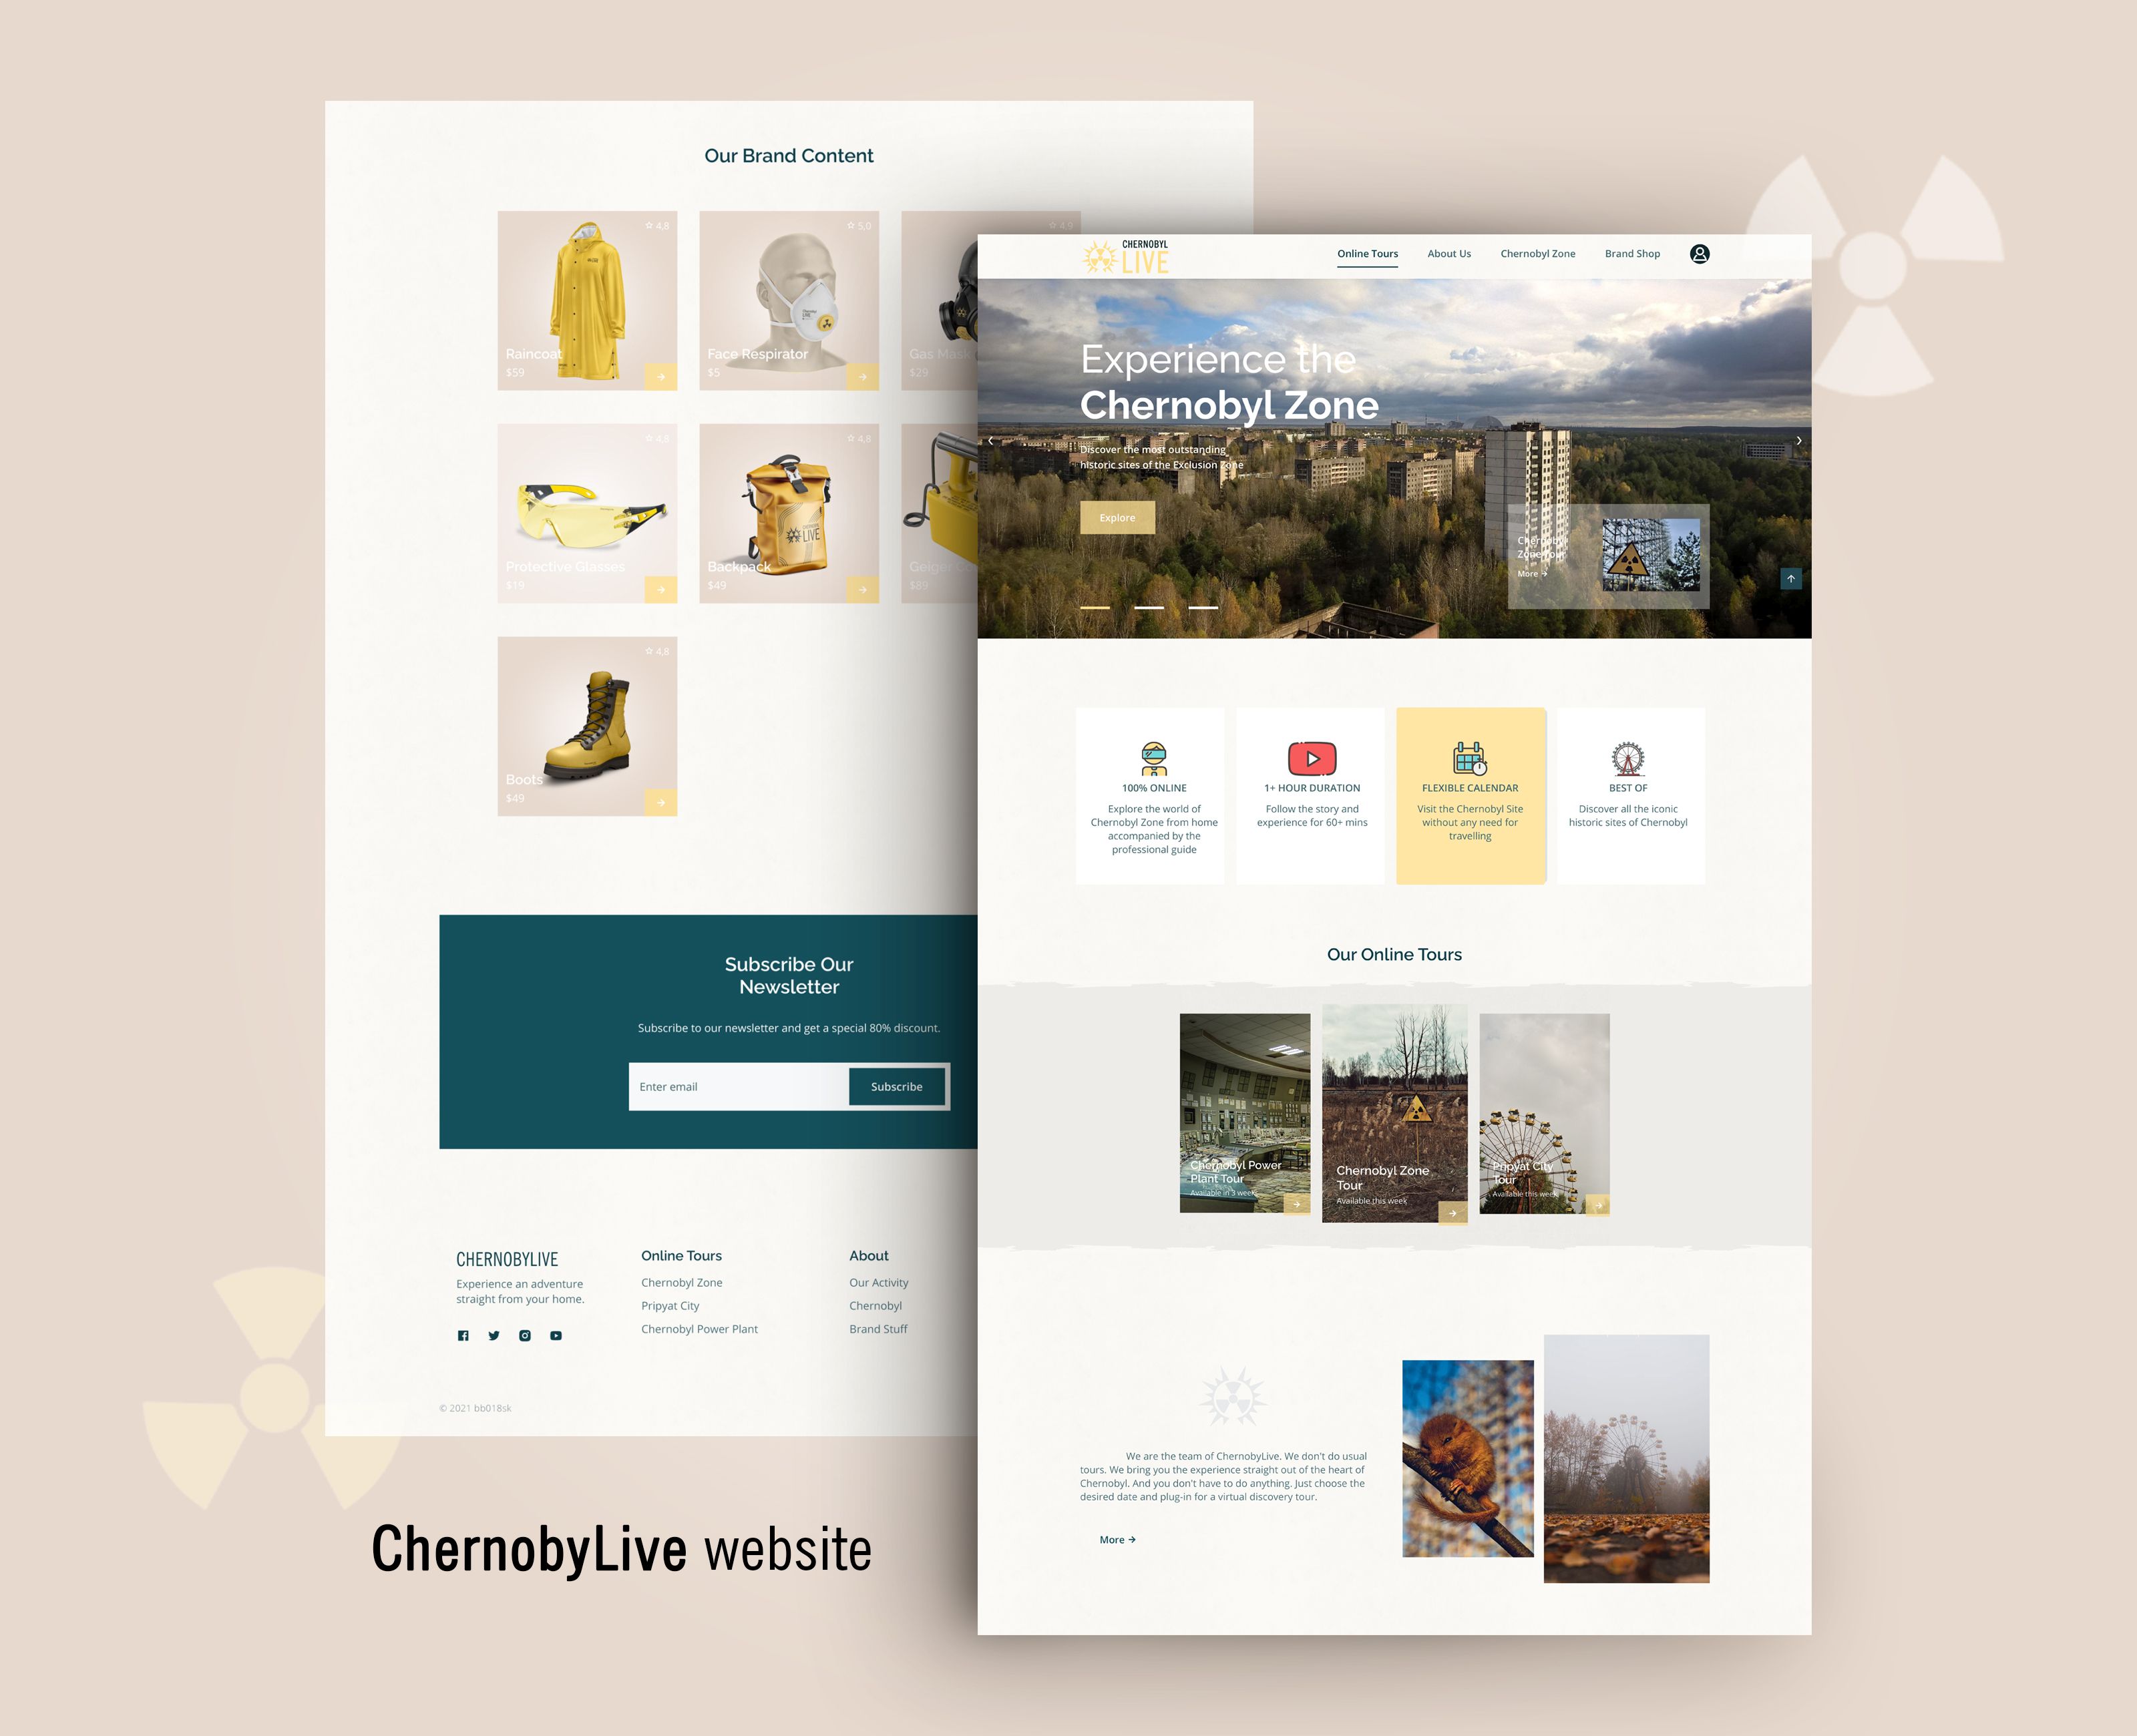 Our Brand Content
4,8
Raincoat
$59
5,0
Face Respirator
$5
4,9
Gas Mask
$29
4,8
Protective Glasses
$19
4,8
Backpack
$49
LIVE
Geiger
$89
4,8
Boots
$49
Subscribe Our
Newsletter
Subscribe to our newsletter and get a special 80% discount.
Enter email
Subscribe
CHERNOBYLIVE
Experience an adventure
straight from your home.
Online Tours
Chernobyl Zone
Pripyat City
Chernobyl Power Plant
About
Our Activity
Chernobyl
Brand Stuff
© 2021 bb018sk
ChernobyLive website
CHERNOBYL
LIVE
Online Tours
About Us
Chernobyl Zone
Brand Shop
Experience the
Chernobyl Zone
Discover the most outstanding
historic sites of the Exclusion Zone
Explore
Chernobyl
Zone Tour
More →
100% ONLINE
Explore the world of
Chernobyl Zone from home
accompanied by the
professional guide
1+ HOUR DURATION
Follow the story and
experience for 60+ mins
FLEXIBLE CALENDAR
Visit the Chernobyl Site
without any need for
travelling
BEST OF
Discover all the iconic
historic sites of Chernobyl
Our Online Tours
Chernobyl Power
Plant Tour
Available in 3 weeks
Chernobyl Zone
Tour
Available this week
Pripyat City
Tour
Available this week
We are the team of ChernobyLive. We don't do usual
tours. We bring you the experience straight out of the heart of
Chernobyl. And you don't have to do anything. Just choose the
desired date and plug-in for a virtual discovery tour.
More →